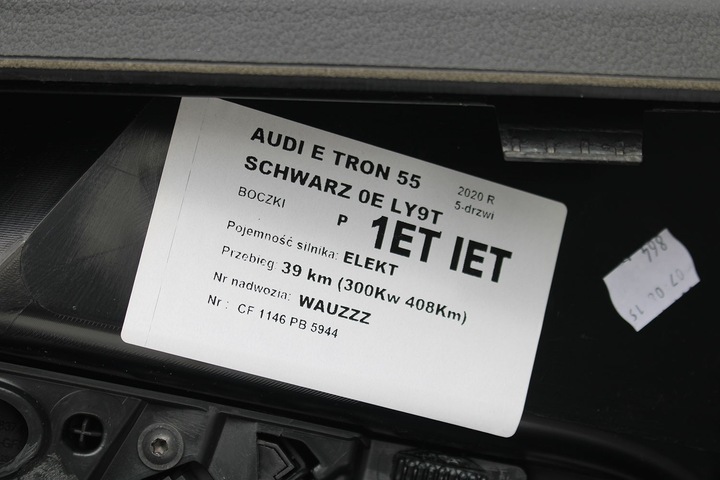 AUDI E TRON 55
2020 R
SCHWARZ 0E LY9T
5-drzwi
BOCZKI
P 1ET IET
Pojemność silnika: ELEKT
Przebieg: 39 km (300Kw 408Km)
Nr nadwozia: WAUZZZ
Nr : CF 1146 PB 5944